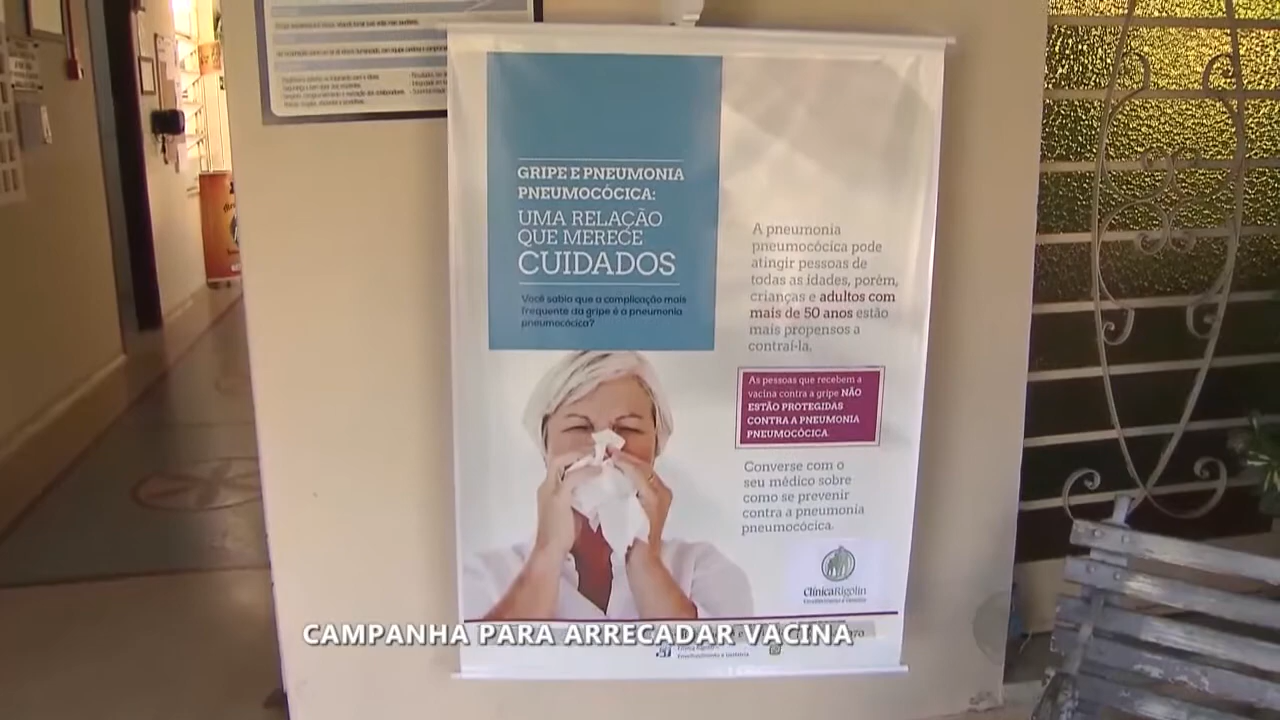 GRIPE E PNEUMONIA
PNEUMOCÓCICA:
UMA RELAÇÃO
QUE MERECE
CUIDADOS
Você sabia que a complicação mais
frequente da gripe é a pneumonia
pneumocócica?
A pneumonia
pneumocócica pode
atingir pessoas de
todas as idades, porém,
crianças e adultos com
mais de 50 anos estão
mais propensos a
contraí-la.
As pessoas que recebem a
vacina contra a gripe NÃO
ESTÃO PROTEGIDAS
CONTRA A PNEUMONIA
PNEUMOCÓCICA.
Converse com o
seu médico sobre
como se prevenir
contra a pneumonia
pneumocócica.
ClínicaRigolin
CAMPANHA PARA ARRECADAR VACINA